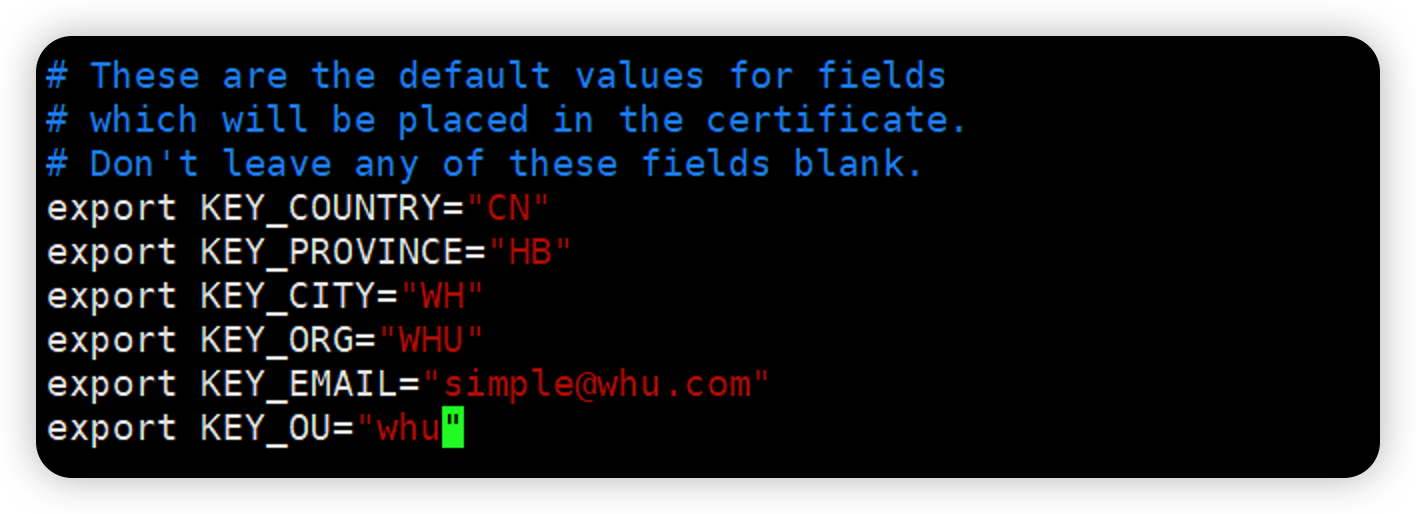 # These are the default values for fields
# which will be placed in the certificate.
# Don't leave any of these fields blank.
export KEY_COUNTRY="CN"
export KEY_PROVINCE="HB"
export KEY_CITY="WH"
export KEY_ORG="WHU"
export KEY_EMAIL="simple@whu.com"
export KEY_OU="whu"